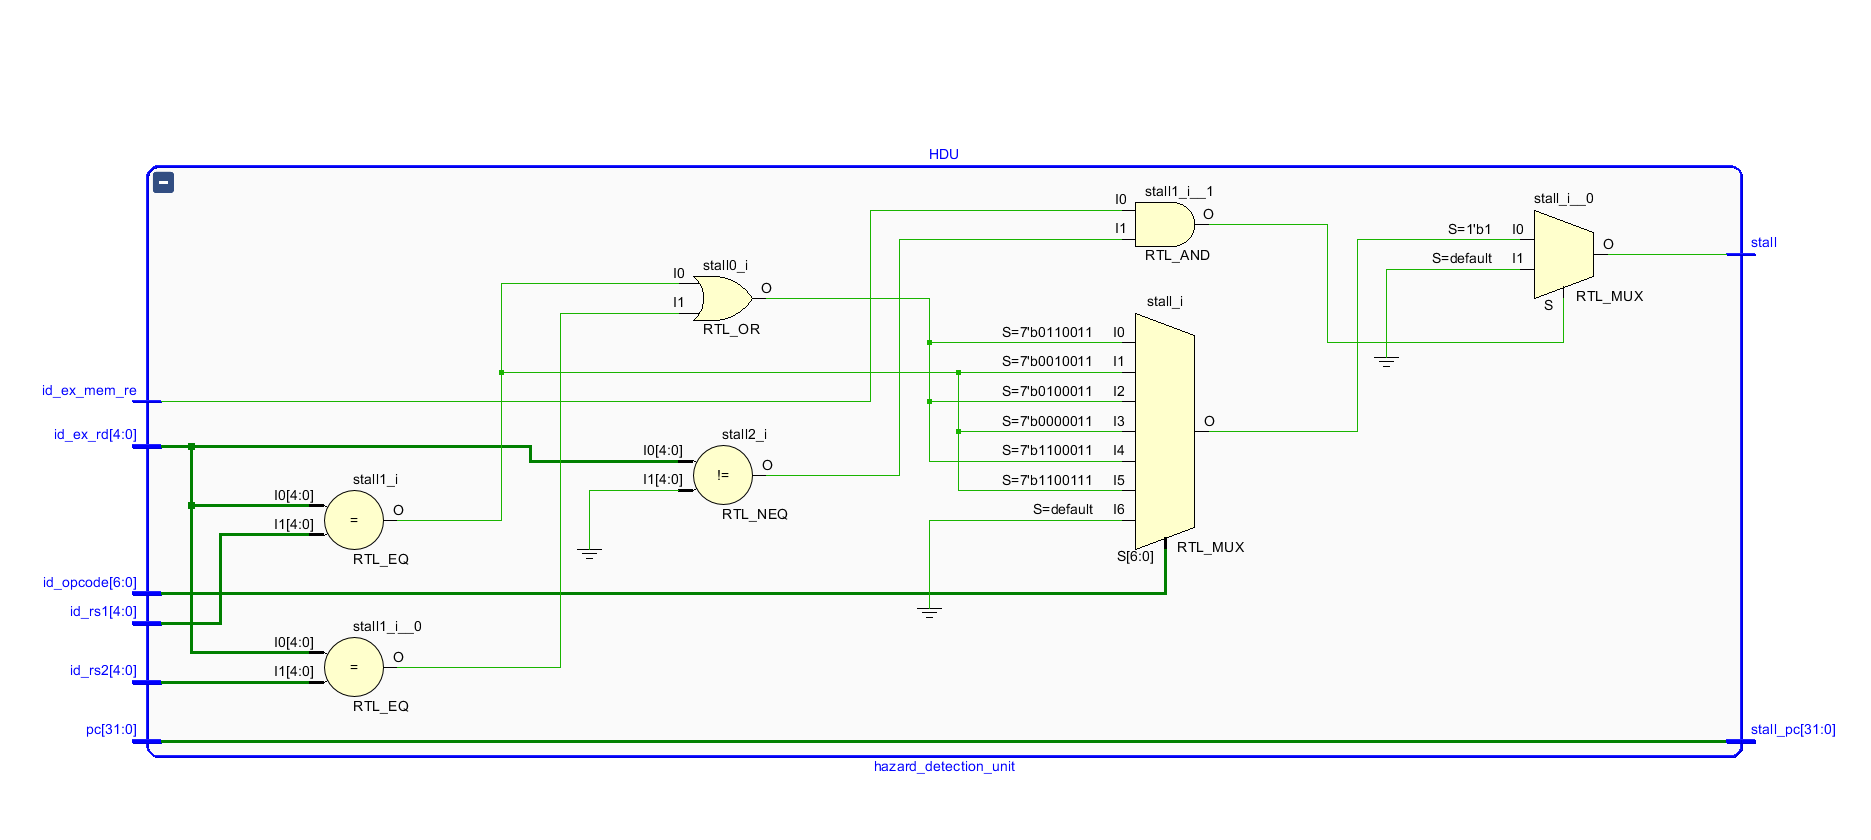 HDU
stall1_i__1
I0
O
I1
RTL_AND
stall_i__0
S=1'b1
I0
S=default
I1
O
S
RTL_MUX
stall
stall0_i
I0
I1
O
RTL_OR
stall_i
S=7'b0110011
I0
S=7'b0010011
I1
S=7'b0100011
I2
S=7'b0000011
I3
S=7'b1100011
I4
S=7'b1100111
I5
S=default
I6
O
S[6:0]
RTL_MUX
id_ex_mem_re
id_ex_rd[4:0]
stall2_i
I0[4:0]
I1[4:0]
!=
O
RTL_NEQ
stall1_i
I0[4:0]
I1[4:0]
=
O
RTL_EQ
id_opcode[6:0]
id_rs1[4:0]
stall1_i__0
I0[4:0]
I1[4:0]
=
O
RTL_EQ
id_rs2[4:0]
pc[31:0]
stall_pc[31:0]
hazard_detection_unit